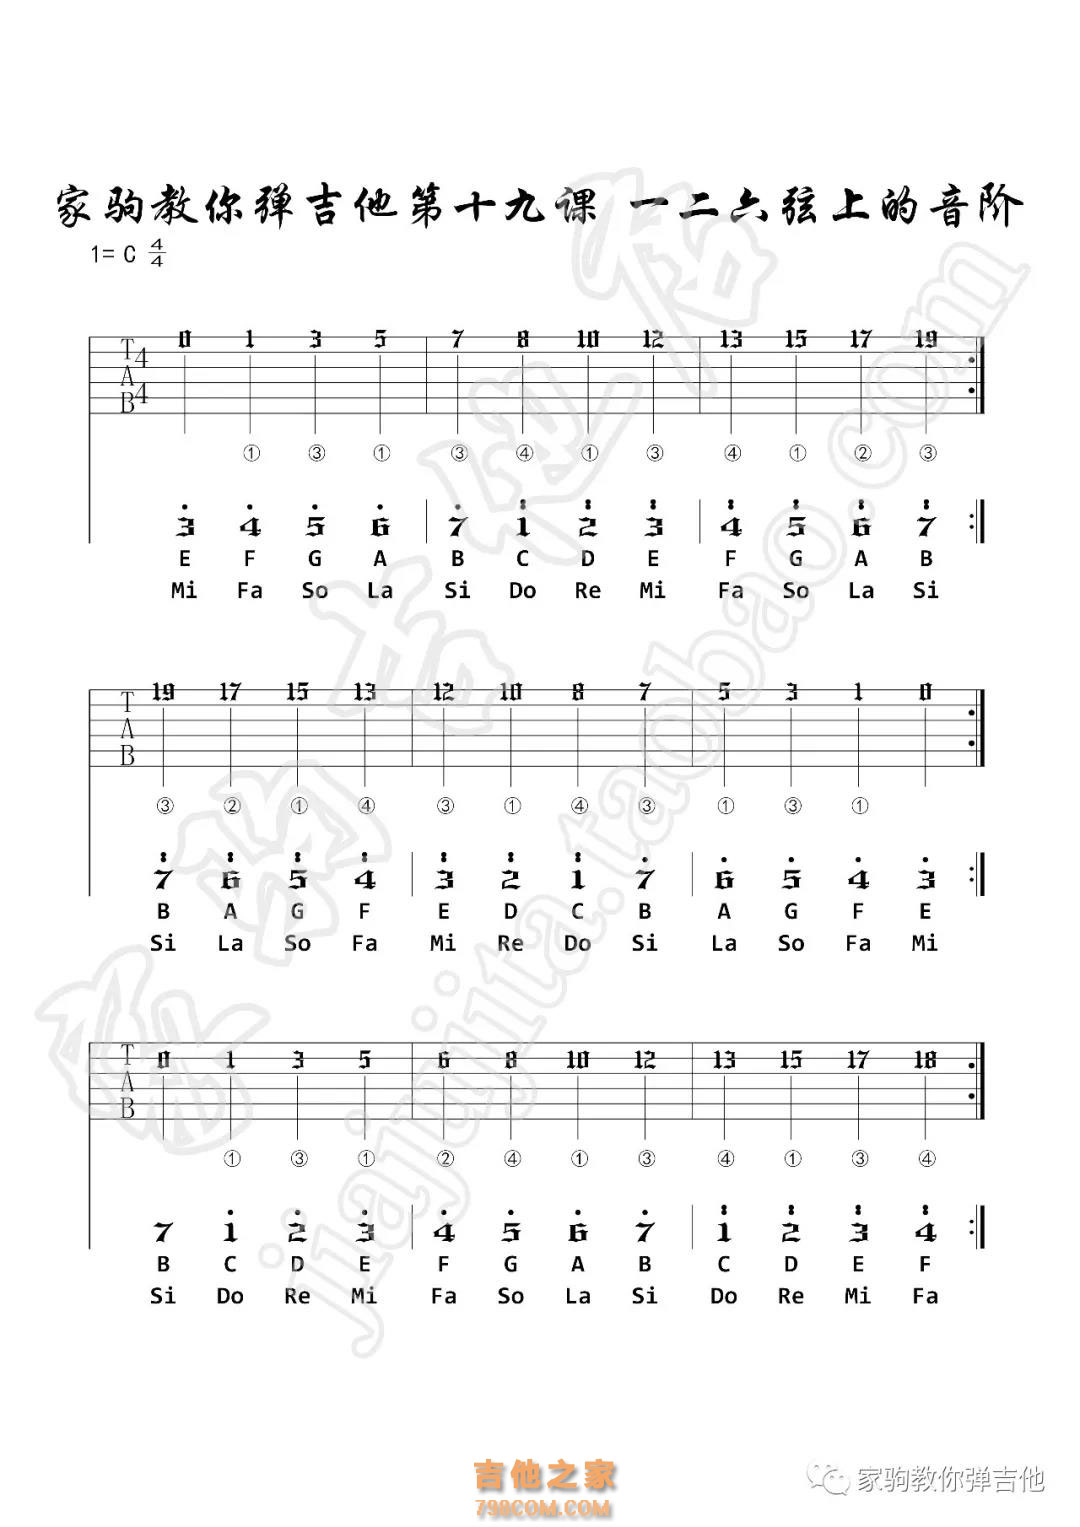 家驹教你弹吉他第十九课 一二六弦上的音阶
1= C 4/4
T A B 4/4 0 1 3 5 7 8 10 12 13 15 17 19
① ③ ① ③ ④ ① ③ ④ ① ② ③
3 4 5 6 7 1 2 3 4 5 6 7
E F G A B C D E F G A B
Mi Fa So La Si Do Re Mi Fa So La Si
T A B 19 17 15 13 12 10 8 7 5 3 1 0
③ ② ① ④ ③ ① ④ ③ ① ③ ①
7 6 5 4 3 2 1 7 6 5 4 3
B A G F E D C B A G F E
Si La So Fa Mi Re Do Si La So Fa Mi
T A B 0 1 3 5 6 8 10 12 13 15 17 18
① ③ ① ② ④ ① ③ ④ ① ③ ④
7 1 2 3 4 5 6 7 1 2 3 4
B C D E F G A B C D E F
Si Do Re Mi Fa So La Si Do Re Mi Fa
家驹吉他社
jiajujita.taobao.com
吉他之家
798COM.COM
家驹教你弹吉他